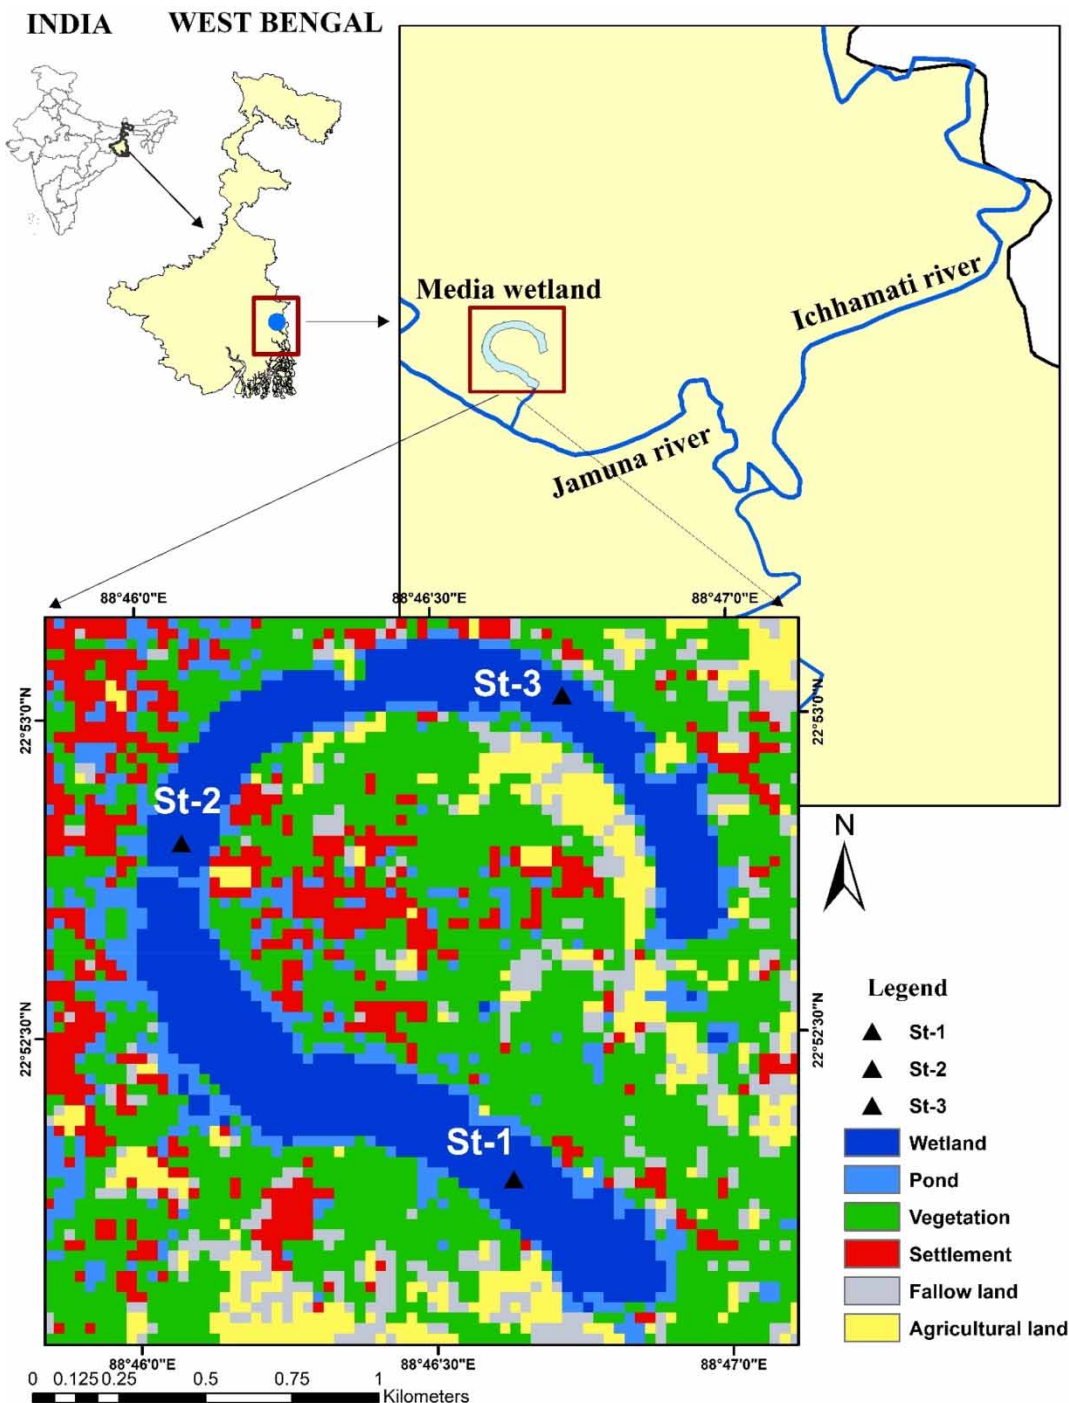 INDIA
WEST BENGAL
Media wetland
Ichhamati river
Jamuna river
88°46'0"E
88°46'30"E
88°47'0"E
22°53'0"N
22°53'0"N
St-3
St-2
N
22°52'30"N
22°52'30"N
St-1
Legend
St-1
St-2
St-3
Wetland
Pond
Vegetation
Settlement
Fallow land
Agricultural land
88°46'0"E
88°46'30"E
88°47'0"E
0 0.125 0.25 0.5 0.75 1
Kilometers